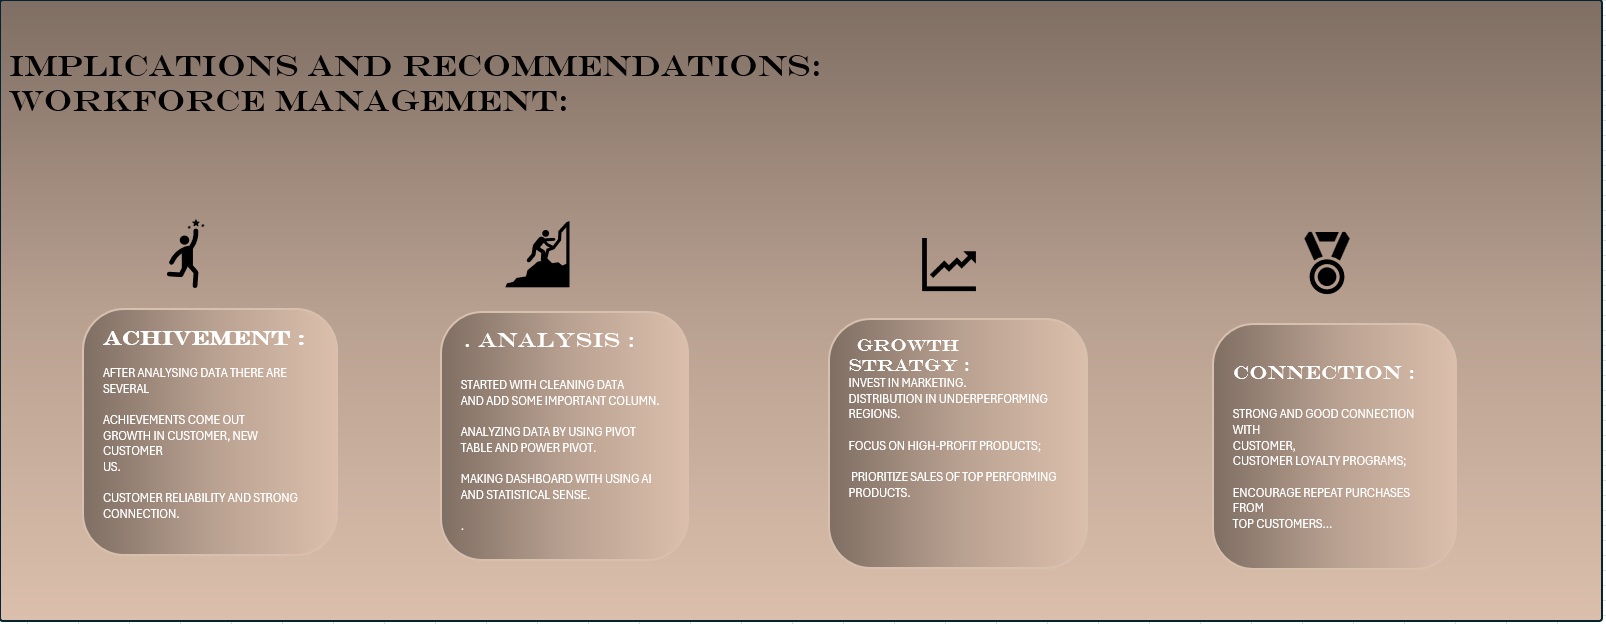 IMPLICATIONS AND RECOMMENDATIONS:
WORKFORCE MANAGEMENT:
ACHIVEMENT :
AFTER ANALYSING DATA THERE ARE
SEVERAL
ACHIEVEMENTS COME OUT
GROWTH IN CUSTOMER, NEW
CUSTOMER
US.
CUSTOMER RELIABILITY AND STRONG
CONNECTION.
. ANALYSIS :
STARTED WITH CLEANING DATA
AND ADD SOME IMPORTANT COLUMN.
ANALYZING DATA BY USING PIVOT
TABLE AND POWER PIVOT.
MAKING DASHBOARD WITH USING AI
AND STATISTICAL SENSE.
.
GROWTH
STRATGY :
INVEST IN MARKETING.
DISTRIBUTION IN UNDERPERFORMING
REGIONS.
FOCUS ON HIGH-PROFIT PRODUCTS;
PRIORITIZE SALES OF TOP PERFORMING
PRODUCTS.
CONNECTION :
STRONG AND GOOD CONNECTION
WITH
CUSTOMER,
CUSTOMER LOYALTY PROGRAMS;
ENCOURAGE REPEAT PURCHASES
FROM
TOP CUSTOMERS...